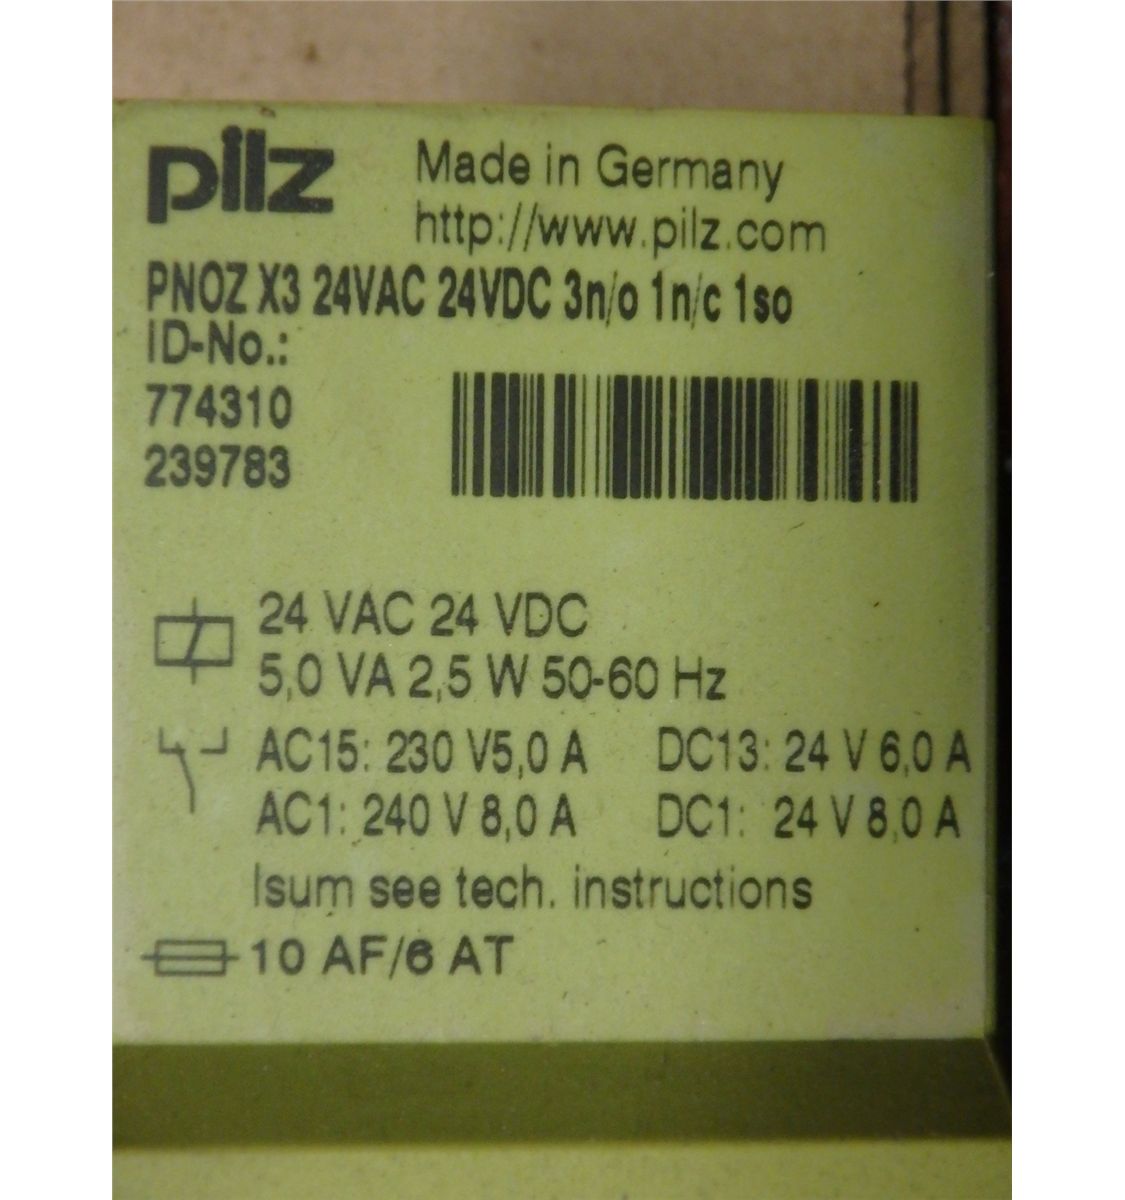 pilz
Made in Germany
http://www.pilz.com
PNOZ X3 24VAC 24VDC 3n/o 1n/c 1so
ID-No.:
774310
239783
24 VAC 24 VDC
5,0 VA 2,5 W 50-60 Hz
AC15: 230 V5,0 A DC13: 24 V 6,0 A
AC1: 240 V 8,0 A DC1: 24 V 8,0 A
Isum see tech. instructions
10 AF/6 AT